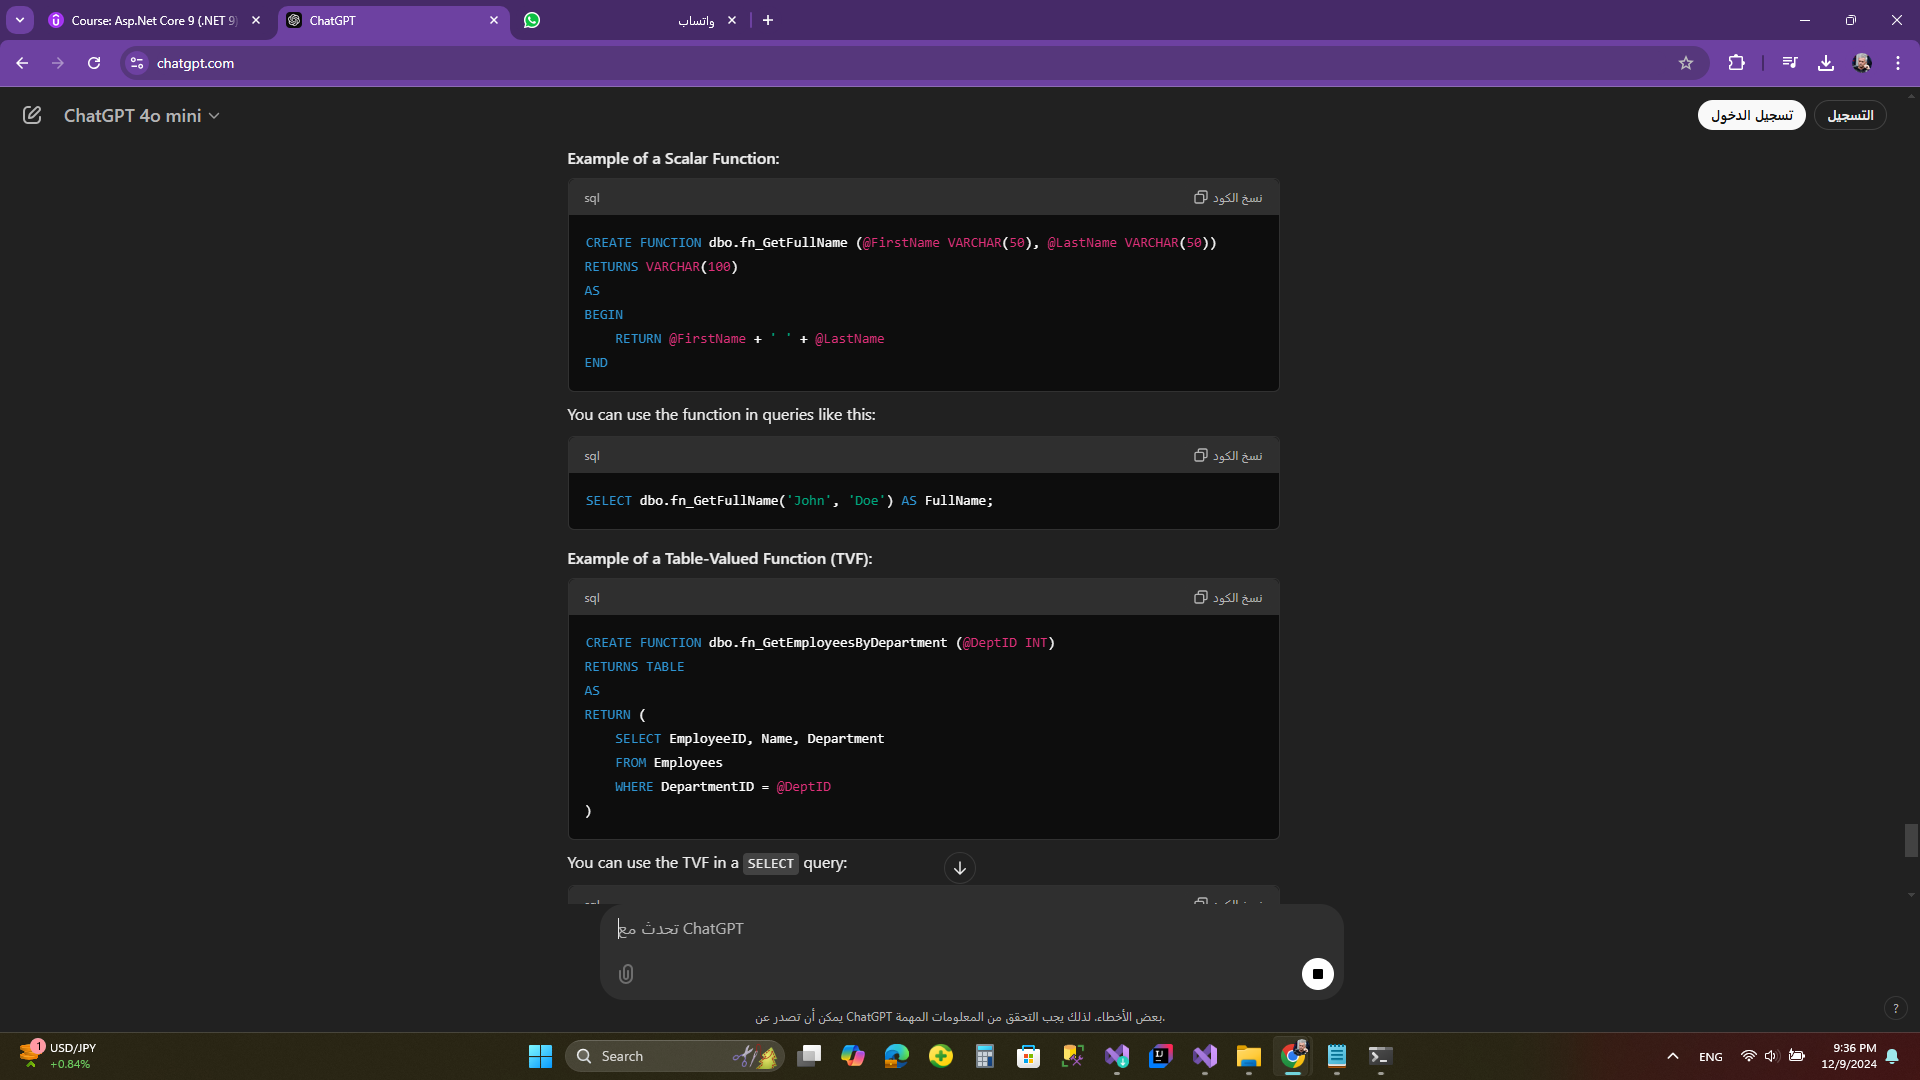 Course: Asp.Net Core 9 (.NET 9)
ChatGPT
واتساب
chatgpt.com
ChatGPT 4o mini
تسجيل الدخول
التسجيل
Example of a Scalar Function:
sql
نسخ الكود
CREATE FUNCTION dbo.fn_GetFullName (@FirstName VARCHAR(50), @LastName VARCHAR(50))
RETURNS VARCHAR(100)
AS
BEGIN
RETURN @FirstName + ' ' + @LastName
END
You can use the function in queries like this:
sql
نسخ الكود
SELECT dbo.fn_GetFullName('John', 'Doe') AS FullName;
Example of a Table-Valued Function (TVF):
sql
نسخ الكود
CREATE FUNCTION dbo.fn_GetEmployeesByDepartment (@DeptID INT)
RETURNS TABLE
AS
RETURN (
SELECT EmployeeID, Name, Department
FROM Employees
WHERE DepartmentID = @DeptID
)
You can use the TVF in a SELECT query:
تحدث مع ChatGPT
.بعض الأخطاء. لذلك يجب التحقق من المعلومات المهمة ChatGPT يمكن أن تصدر عن
?
1
USD/JPY
+0.84%
Search
ENG
9:36 PM
12/9/2024